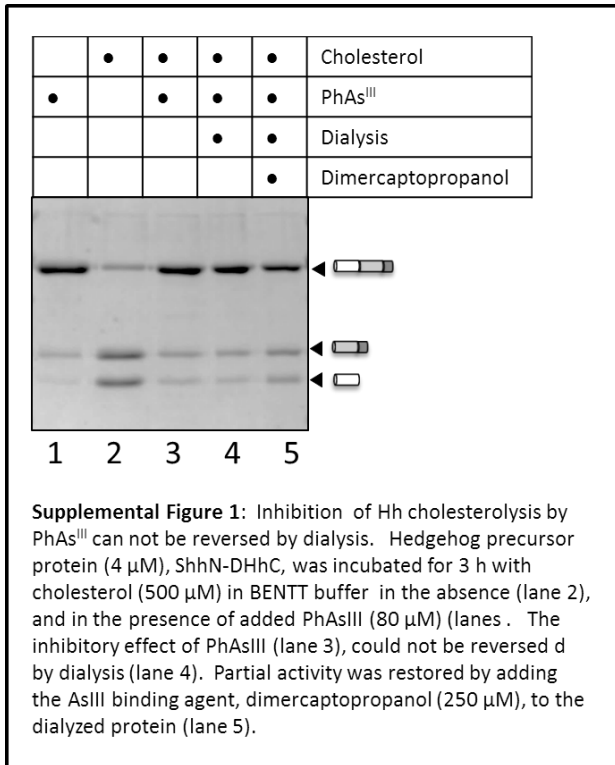 Cholesterol
PhAsIII
Dialysis
Dimercaptopropanol
1 2 3 4 5
Supplemental Figure 1: Inhibition of Hh cholesterolysis by
PhAsIII can not be reversed by dialysis. Hedgehog precursor
protein (4 µM), ShhN-DHhC, was incubated for 3 h with
cholesterol (500 µM) in BENTT buffer in the absence (lane 2),
and in the presence of added PhAsIII (80 µM) (lanes . The
inhibitory effect of PhAsIII (lane 3), could not be reversed d
by dialysis (lane 4). Partial activity was restored by adding
the AsIII binding agent, dimercaptopropanol (250 µM), to the
dialyzed protein (lane 5).